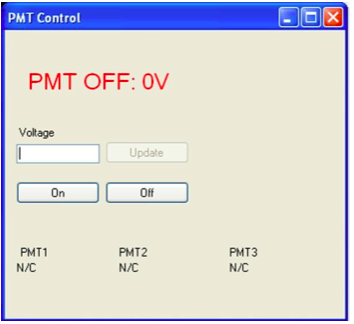 PMT Control
PMT OFF: 0V
Voltage
Update
On Off
PMT1 PMT2 PMT3
N/C N/C N/C